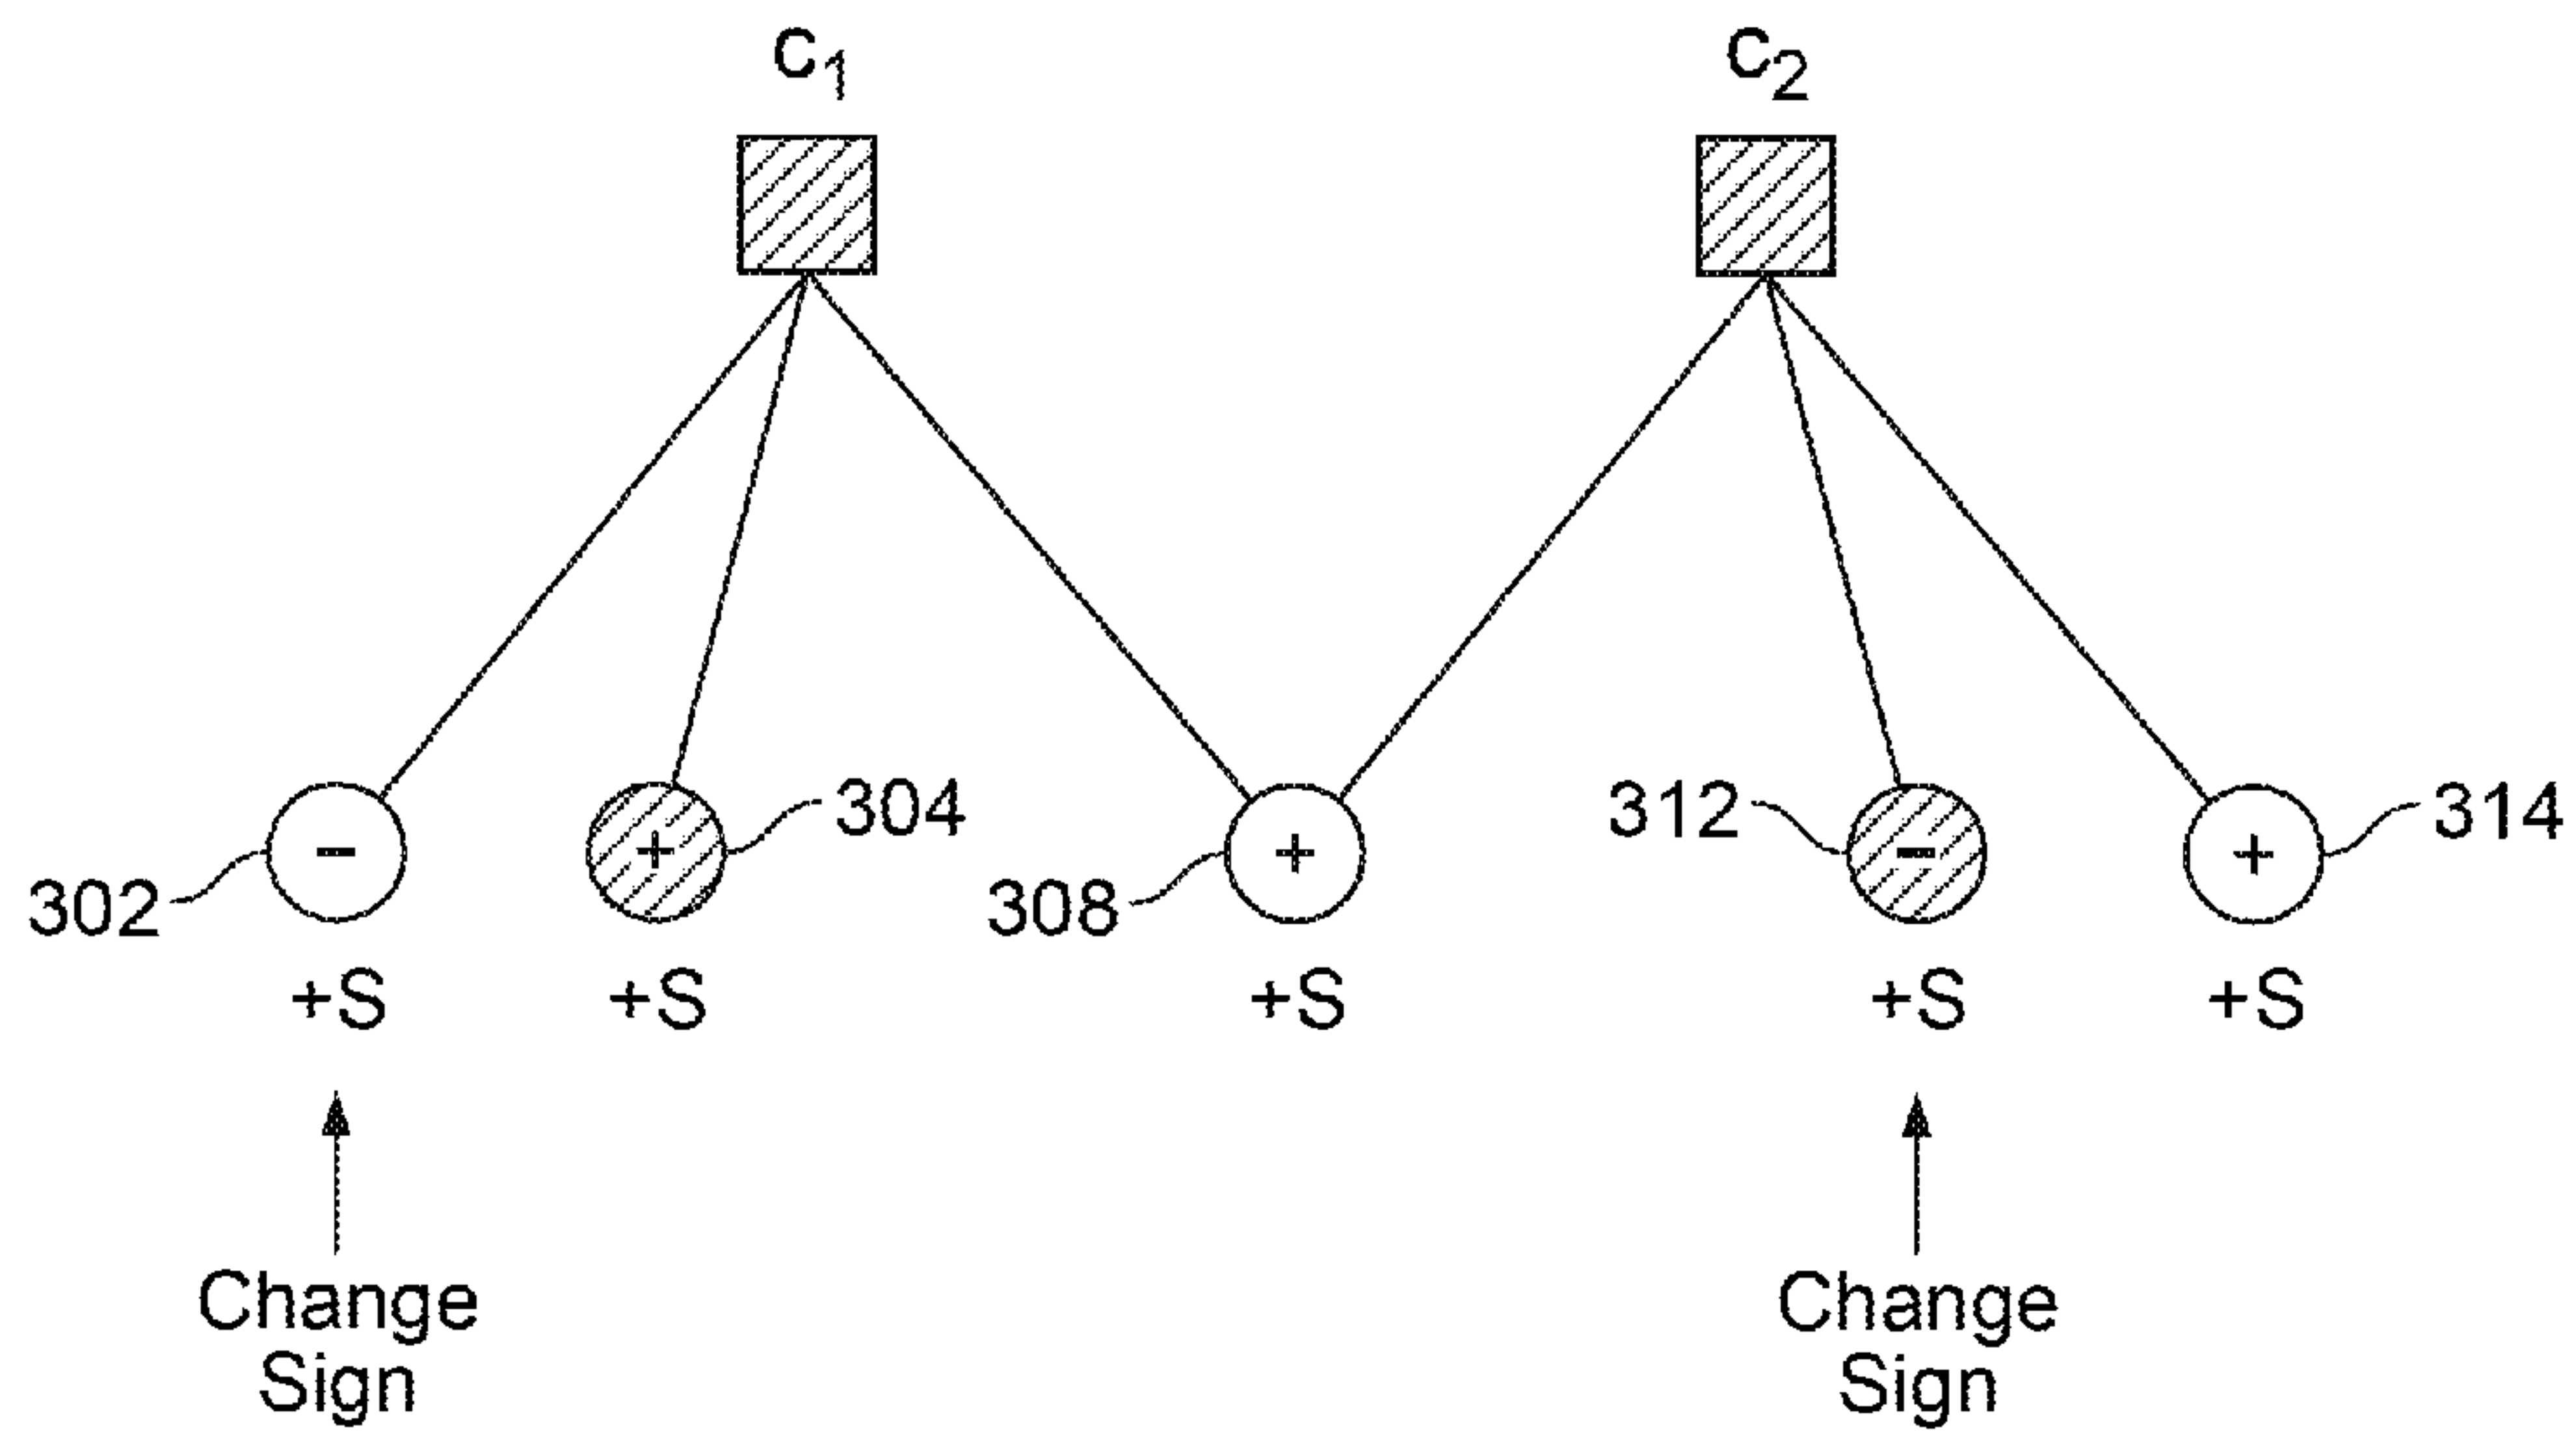 c1 c2
− + 304 + 312 − + 314
302 308
+S +S +S +S +S
Change Change
Sign Sign